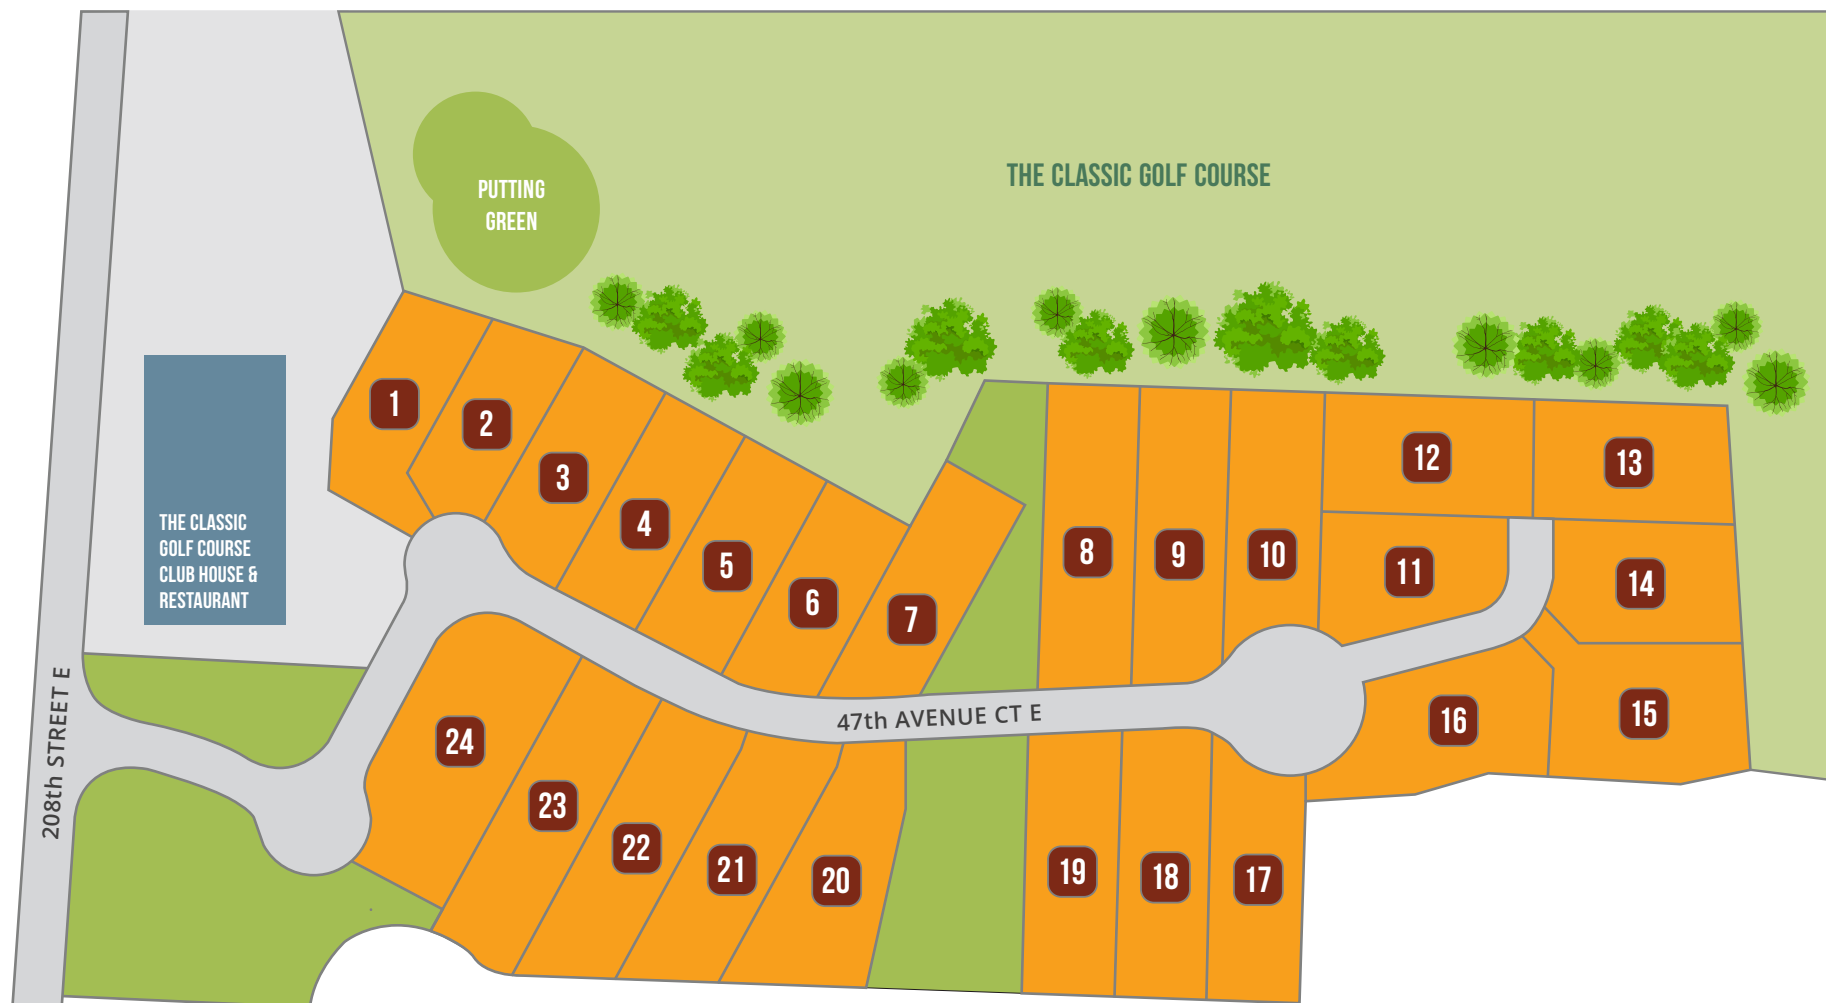 PUTTING
GREEN
THE CLASSIC GOLF COURSE
THE CLASSIC
GOLF COURSE
CLUB HOUSE &
RESTAURANT
1
2
3
4
5
6
7
8
9
10
11
12
13
14
15
16
17
18
19
20
21
22
23
24
47th AVENUE CT E
208th STREET E